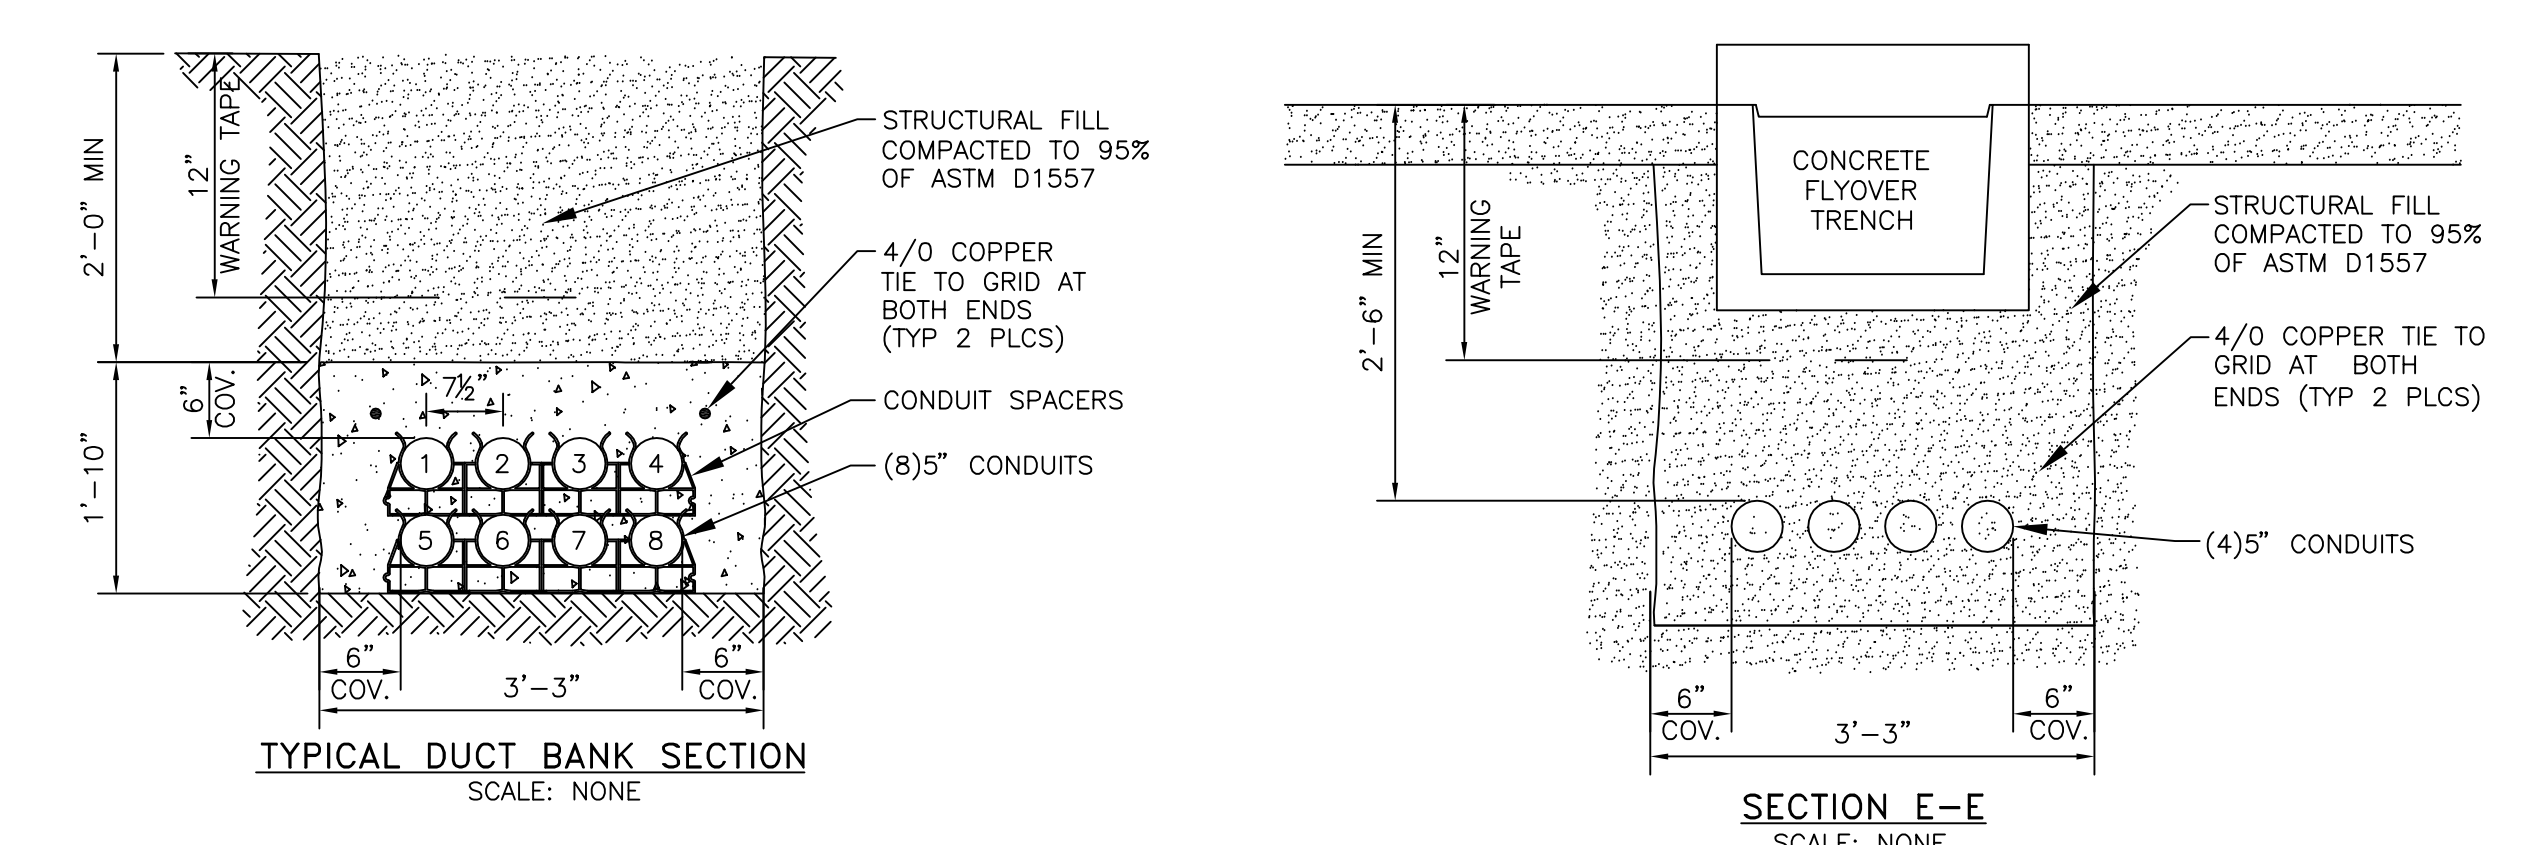 2'-0" MIN
12"
WARNING TAPE
STRUCTURAL FILL
COMPACTED TO 95%
OF ASTM D1557
4/0 COPPER
TIE TO GRID AT
BOTH ENDS
(TYP 2 PLCS)
6"
COV.
7½"
CONDUIT SPACERS
1'-10"
1 2 3 4
(8)5" CONDUITS
5 6 7 8
6"
COV.
3'-3"
6"
COV.
TYPICAL DUCT BANK SECTION
SCALE: NONE
CONCRETE
FLYOVER
TRENCH
2'-6" MIN
12"
WARNING
TAPE
STRUCTURAL FILL
COMPACTED TO 95%
OF ASTM D1557
4/0 COPPER TIE TO
GRID AT BOTH
ENDS (TYP 2 PLCS)
(4)5" CONDUITS
6"
COV.
3'-3"
6"
COV.
SECTION E-E
SCALE: NONE